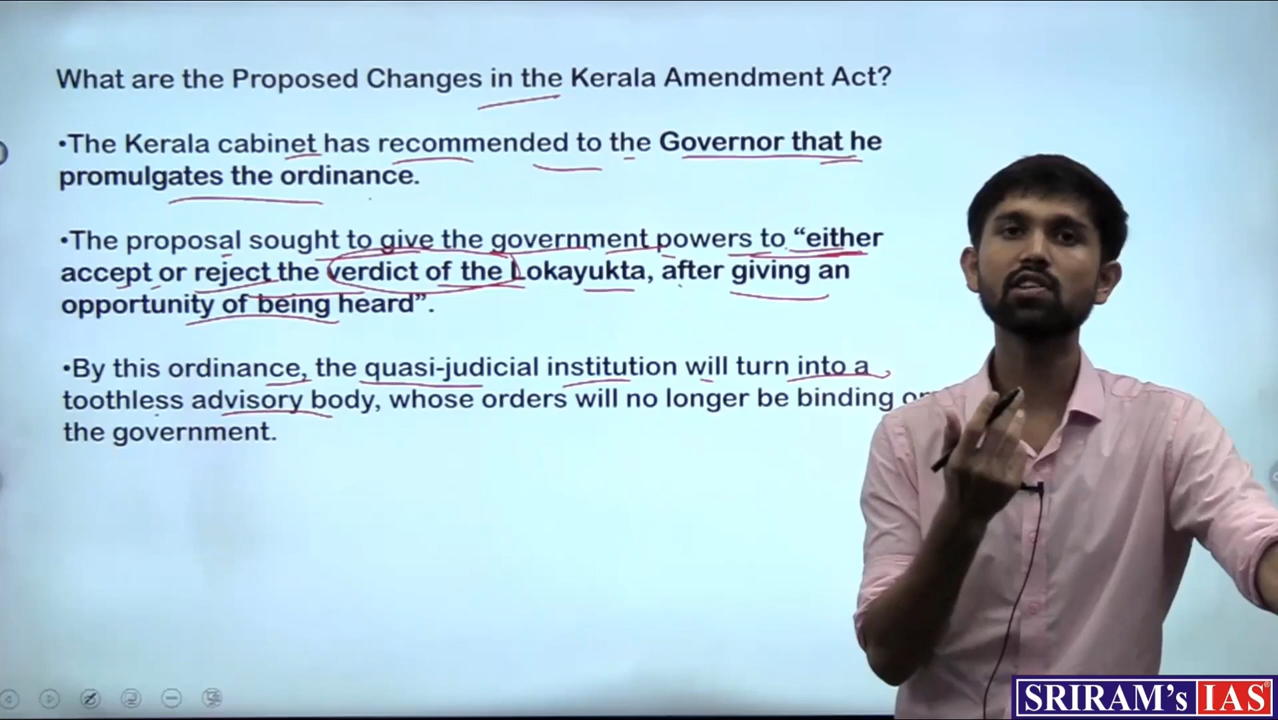 What are the Proposed Changes in the Kerala Amendment Act?
•The Kerala cabinet has recommended to the Governor that he
promulgates the ordinance.
•The proposal sought to give the government powers to “either
accept or reject the verdict of the Lokayukta, after giving an
opportunity of being heard”.
•By this ordinance, the quasi-judicial institution will turn into a
toothless advisory body, whose orders will no longer be binding
the government.
SRIRAM's IAS